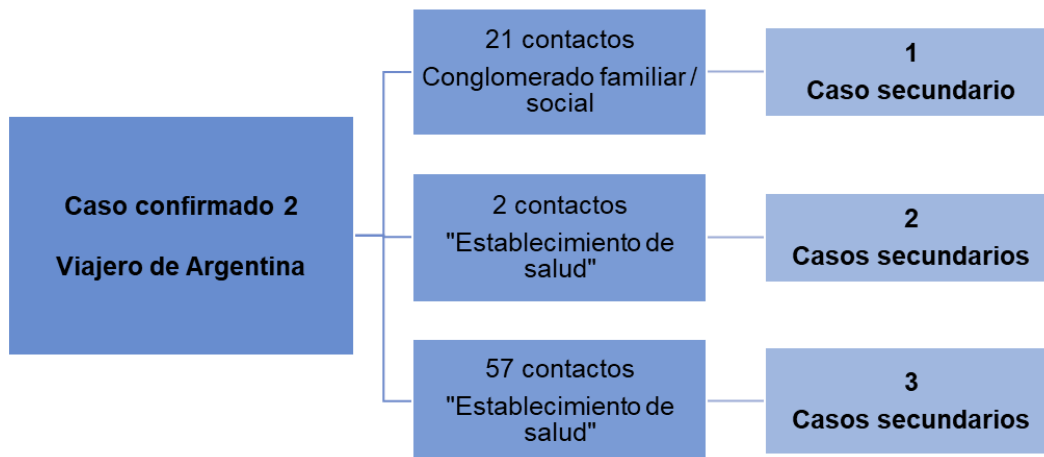 Caso confirmado 2
Viajero de Argentina
21 contactos
Conglomerado familiar /
social
1
Caso secundario
2 contactos
"Establecimiento de
salud"
2
Casos secundarios
57 contactos
"Establecimiento de
salud"
3
Casos secundarios